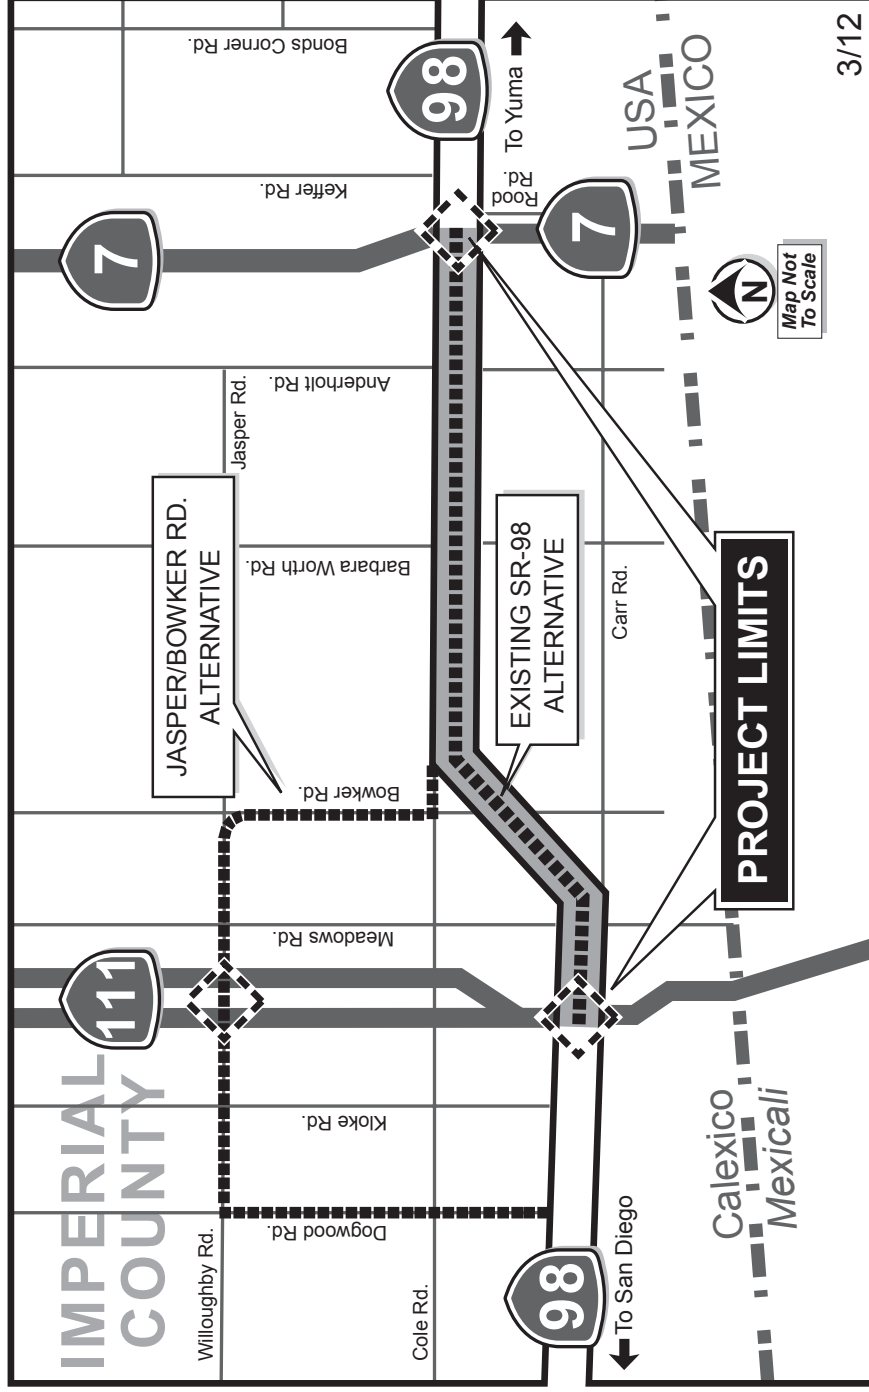 IMPERIAL
COUNTY
111
7
Willoughby Rd.
Jasper Rd.
JASPER/BOWKER RD.
ALTERNATIVE
Dogwood Rd.
Kloke Rd.
Meadows Rd.
Bowker Rd.
Barbara Worth Rd.
Anderholt Rd.
Keffer Rd.
Bonds Corner Rd.
Cole Rd.
98
98
To San Diego
To Yuma
EXISTING SR-98
ALTERNATIVE
Rood
Rd.
7
Carr Rd.
PROJECT LIMITS
Calexico
Mexicali
USA
MEXICO
N
Map Not
To Scale
3/12